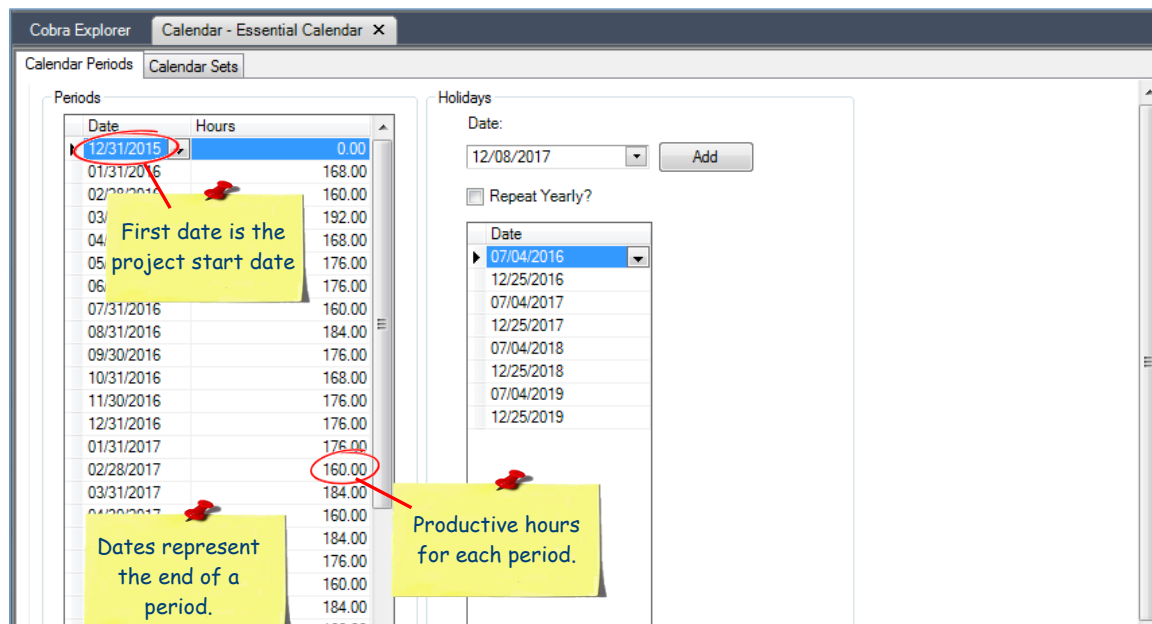 Cobra Explorer
Calendar - Essential Calendar ×
Calendar Periods
Calendar Sets
Periods
Date Hours
12/31/2015 0.00
01/31/2016 168.00
160.00
03/ 192.00
04/ 168.00
05/ 176.00
06/ 176.00
07/31/2016 160.00
08/31/2016 184.00
09/30/2016 176.00
10/31/2016 168.00
11/30/2016 176.00
12/31/2016 176.00
01/31/2017 176.00
02/28/2017 160.00
03/31/2017 184.00
160.00
184.00
176.00
160.00
184.00
First date is the
project start date
Dates represent
the end of a
period.
Productive hours
for each period.
Holidays
Date:
12/08/2017
Add
Repeat Yearly?
Date
07/04/2016
12/25/2016
07/04/2017
12/25/2017
07/04/2018
12/25/2018
07/04/2019
12/25/2019